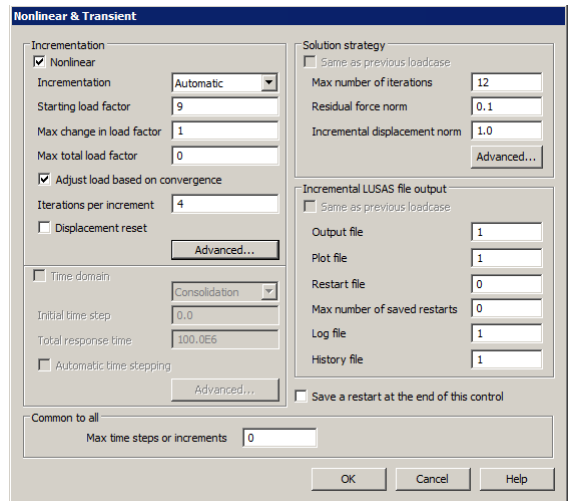 Nonlinear & Transient
Incrementation
Nonlinear
Incrementation Automatic
Starting load factor 9
Max change in load factor 1
Max total load factor 0
Adjust load based on convergence
Iterations per increment 4
Displacement reset
Advanced...
Time domain
Consolidation
Initial time step 0.0
Total response time 100.0E6
Automatic time stepping
Advanced...
Solution strategy
Same as previous loadcase
Max number of iterations 12
Residual force norm 0.1
Incremental displacement norm 1.0
Advanced...
Incremental LUSAS file output
Same as previous loadcase
Output file 1
Plot file 1
Restart file 0
Max number of saved restarts 0
Log file 1
History file 1
Save a restart at the end of this control
Common to all
Max time steps or increments 0
OK Cancel Help